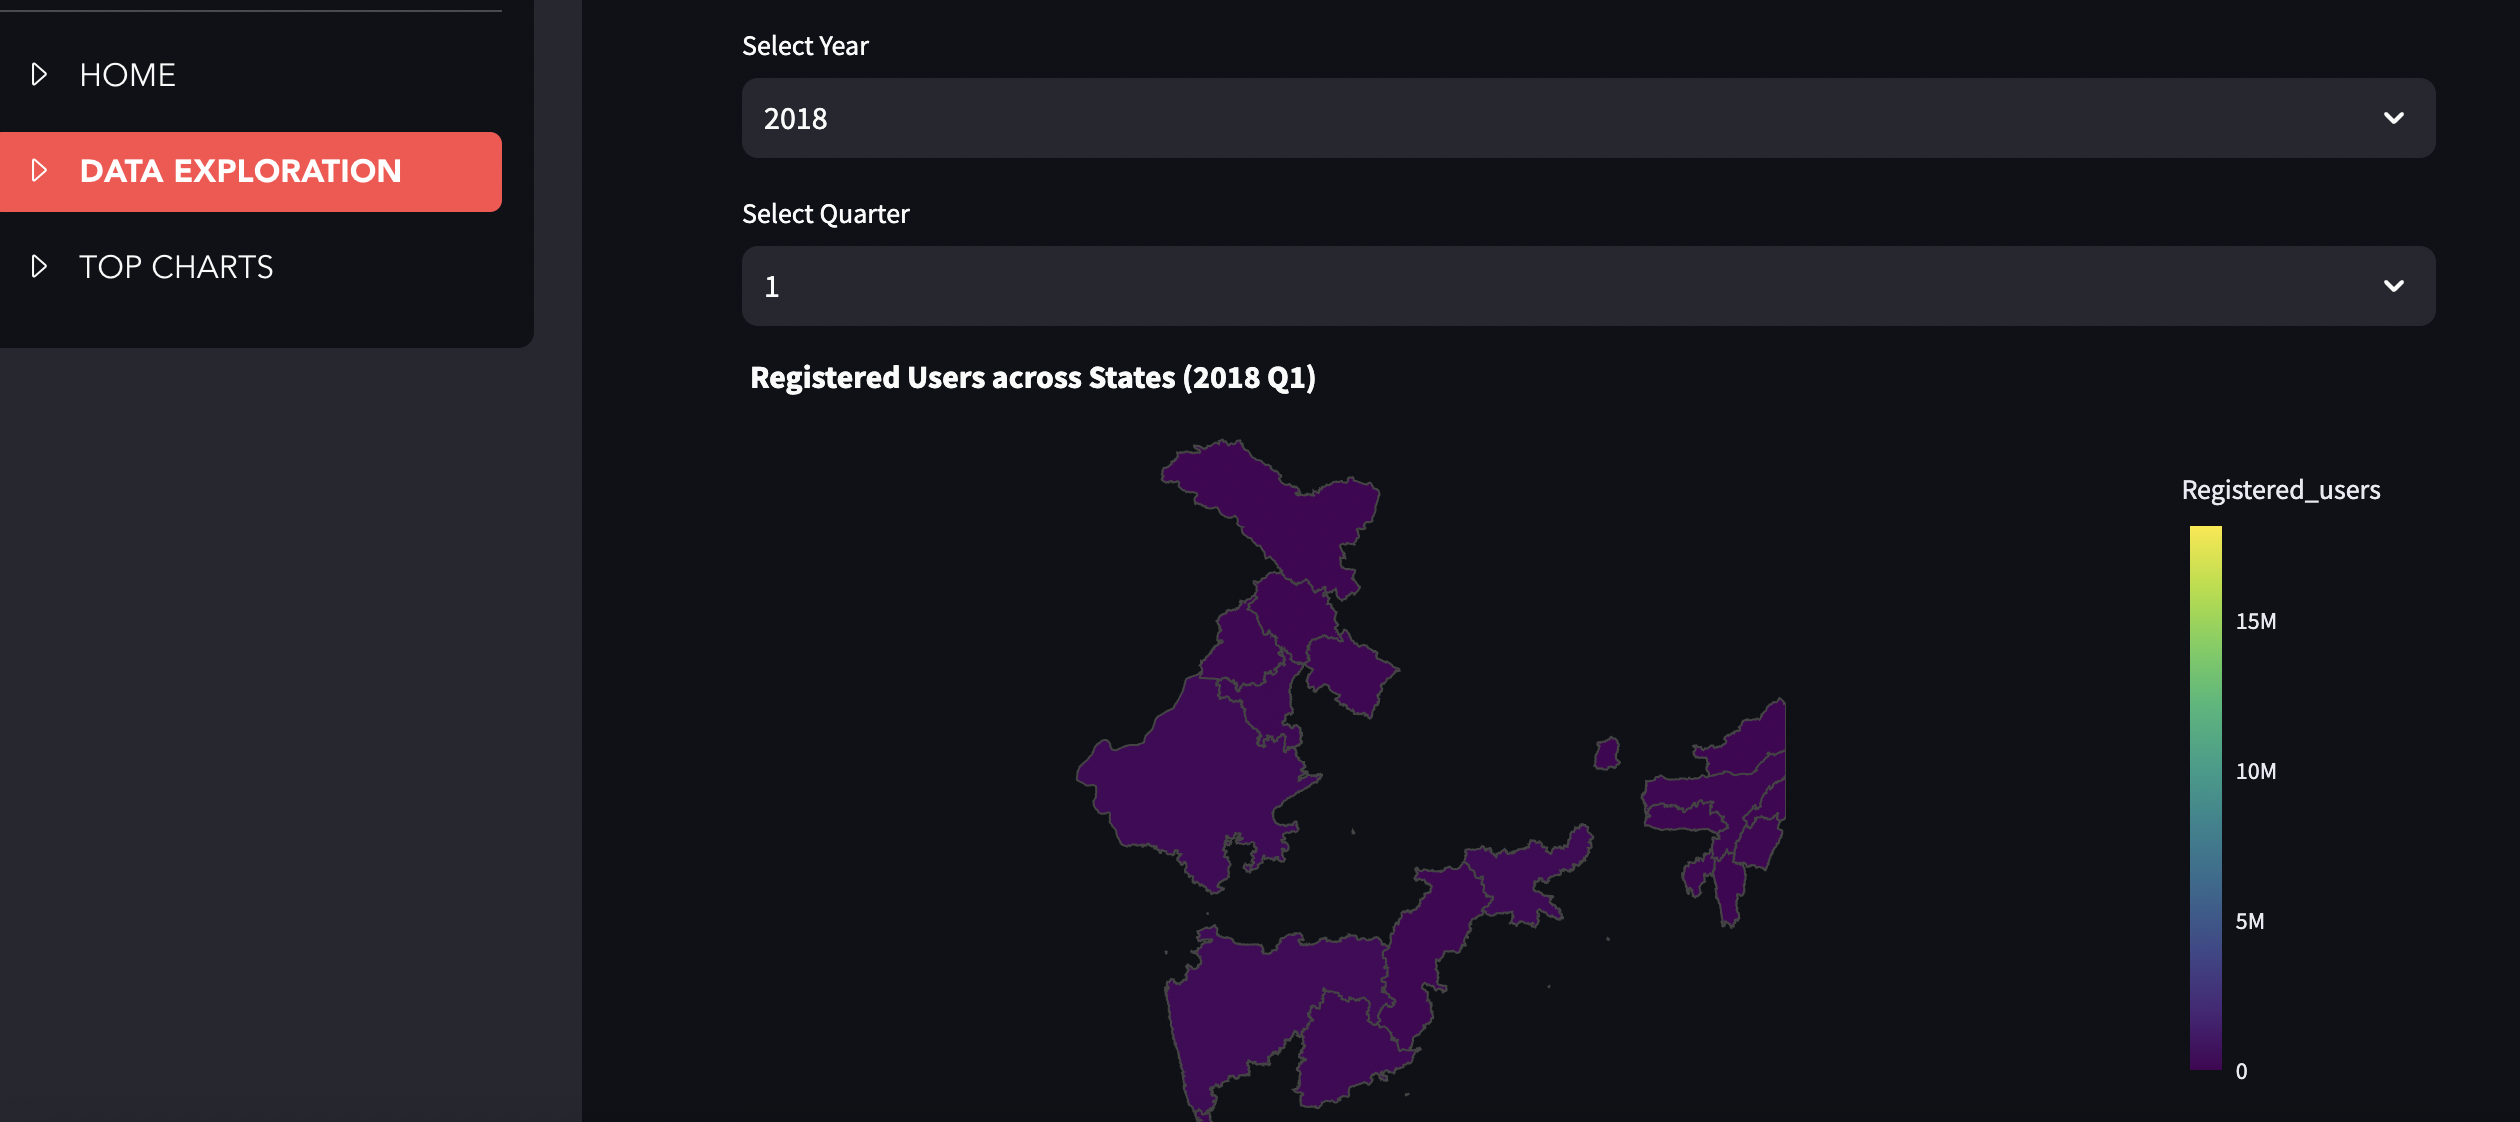 HOME
DATA EXPLORATION
TOP CHARTS
Select Year
2018
Select Quarter
1
Registered Users across States (2018 Q1)
Registered_users
15M
10M
5M
0